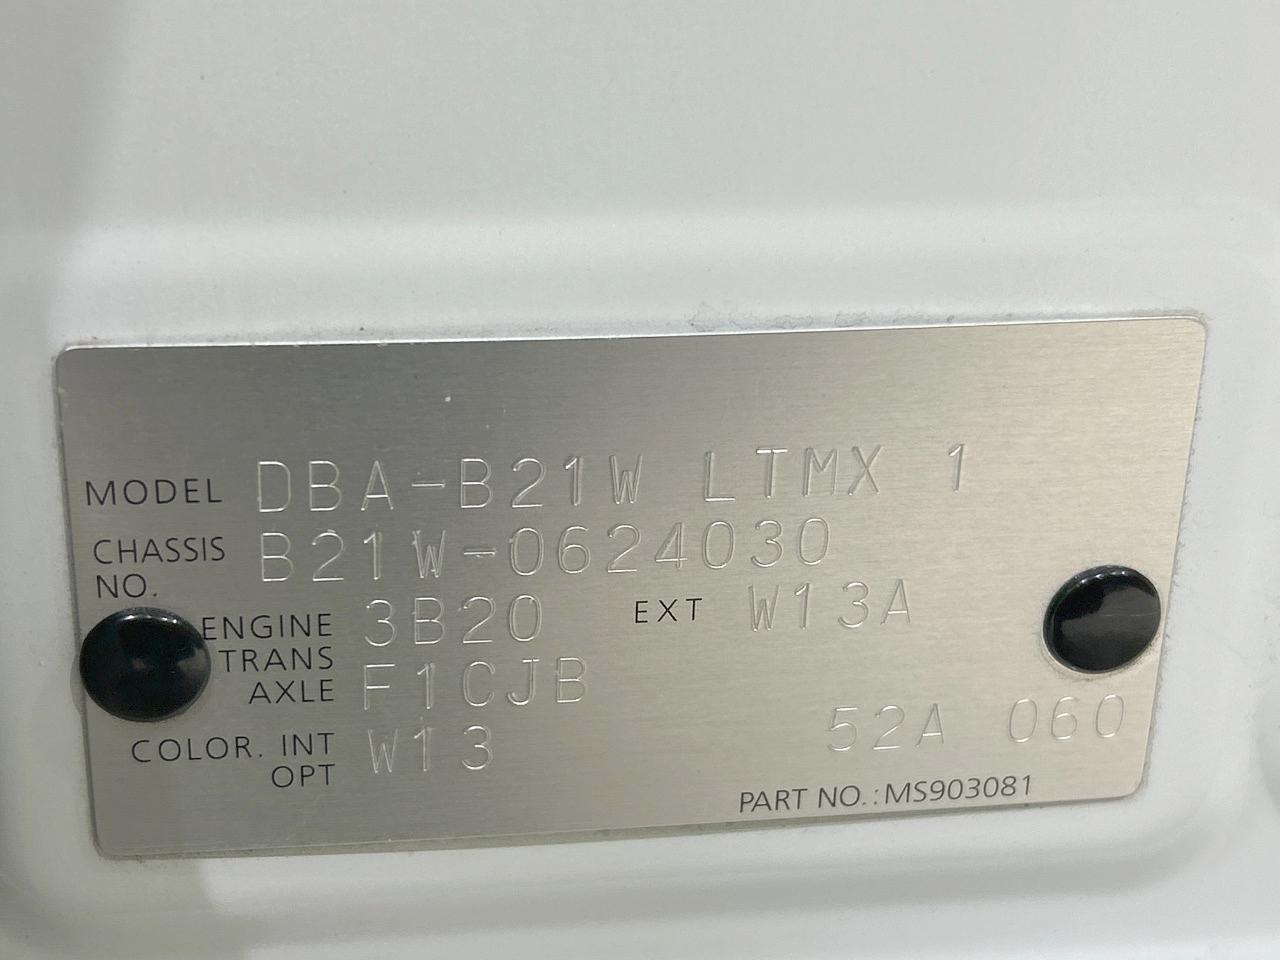 MODEL DBA-B21W LTMX 1
CHASSIS NO. B21W-0624030
ENGINE 3B20 EXT W13A
TRANS AXLE F1CJB
COLOR. INT OPT W13 52A 060
PART NO.:MS903081